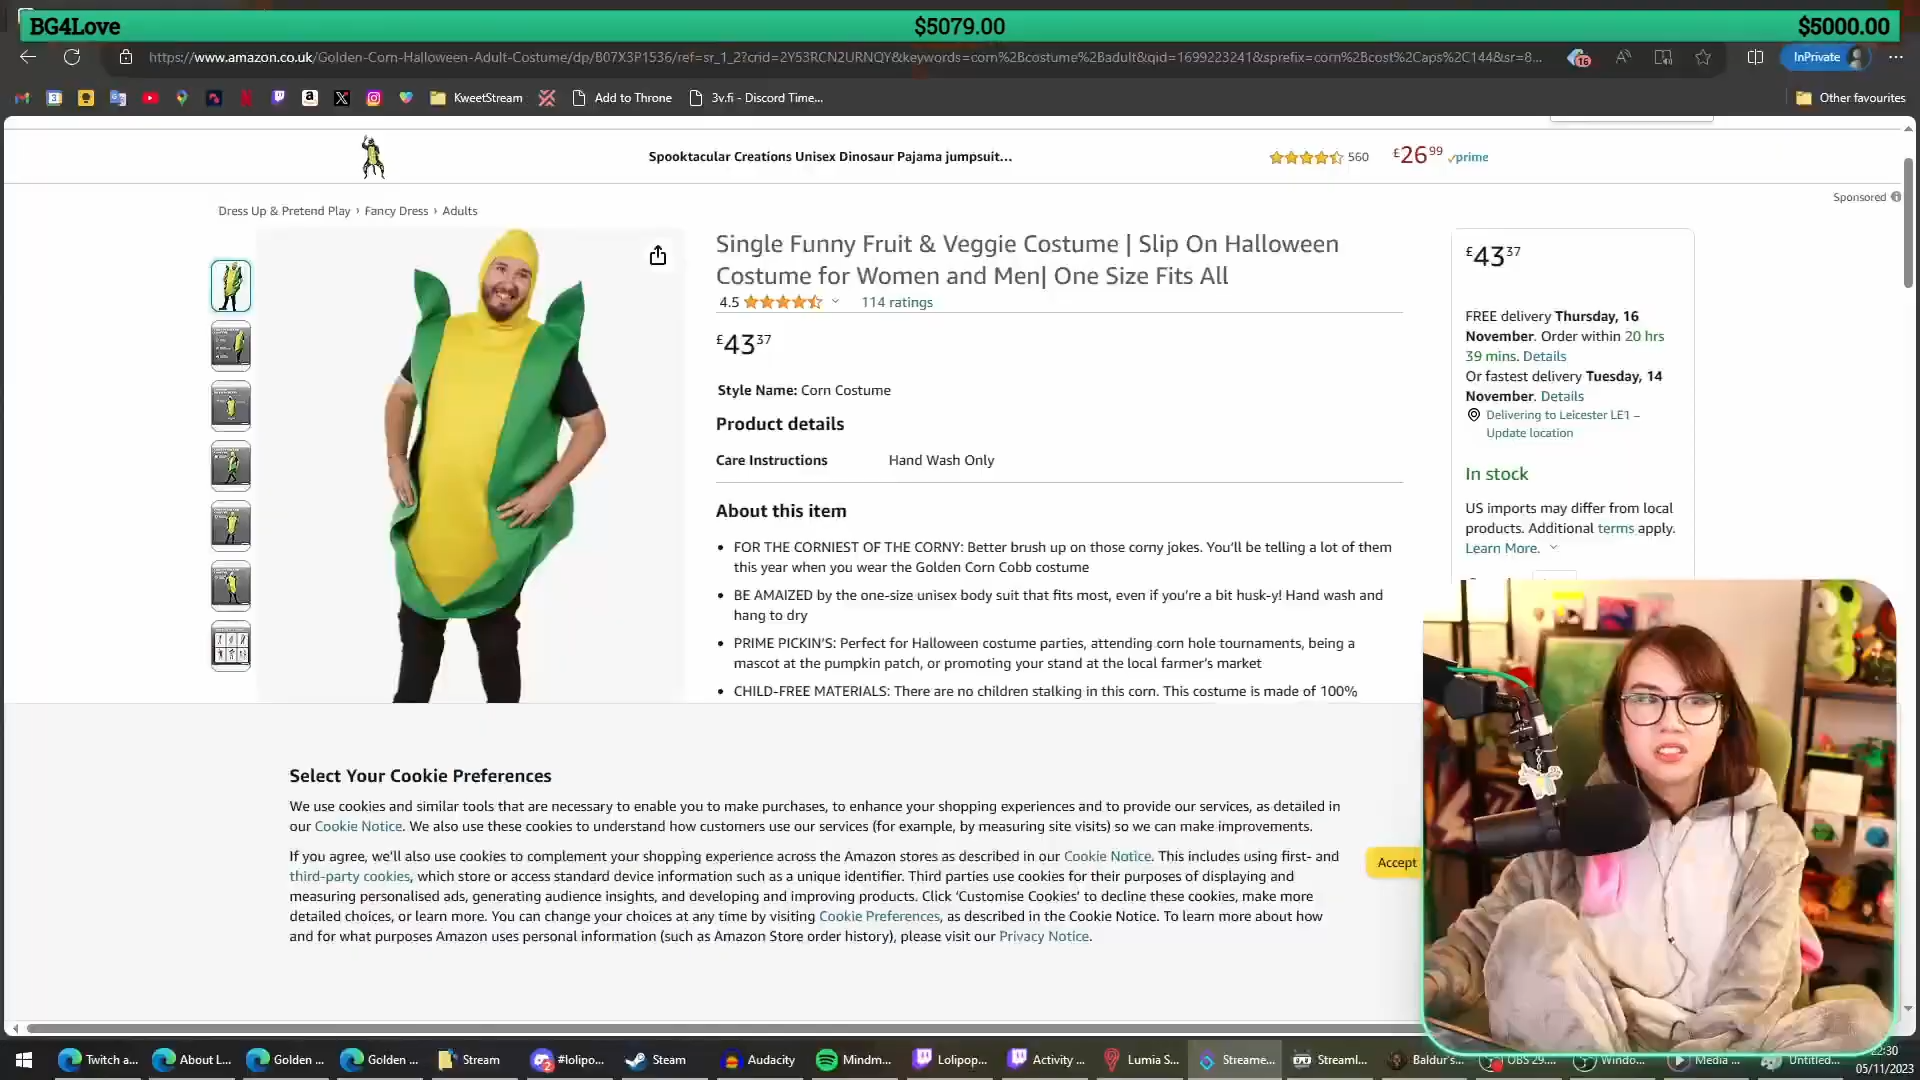 BG4Love $5079.00 $5000.00
https://www.amazon.co.uk/Golden-Corn-Halloween-Adult-Costume/dp/B07X3P1536/ref=sr_1_2?crid=2Y53RCN2URNQY&keywords=corn%2Bcostume%2Badult&qid=1699223241&sprefix=corn%2Bcost%2Caps%2C144&sr=8... 16 InPrivate
KweetStream Add to Throne 3v.fi - Discord Time... Other favourites
Spooktacular Creations Unisex Dinosaur Pajama jumpsuit... 560 £26.99 prime
Sponsored
Dress Up & Pretend Play › Fancy Dress › Adults
Single Funny Fruit & Veggie Costume | Slip On Halloween
Costume for Women and Men| One Size Fits All
4.5 114 ratings
£43.37
Style Name: Corn Costume
Product details
Care Instructions Hand Wash Only
About this item
• FOR THE CORNIEST OF THE CORNY: Better brush up on those corny jokes. You'll be telling a lot of them
this year when you wear the Golden Corn Cobb costume
• BE AMAIZED by the one-size unisex body suit that fits most, even if you're a bit husk-y! Hand wash and
hang to dry
• PRIME PICKIN'S: Perfect for Halloween costume parties, attending corn hole tournaments, being a
mascot at the pumpkin patch, or promoting your stand at the local farmer's market
• CHILD-FREE MATERIALS: There are no children stalking in this corn. This costume is made of 100%
£43.37
FREE delivery Thursday, 16
November. Order within 20 hrs
39 mins. Details
Or fastest delivery Tuesday, 14
November. Details
Delivering to Leicester LE1 –
Update location
In stock
US imports may differ from local
products. Additional terms apply.
Learn More.
Select Your Cookie Preferences
We use cookies and similar tools that are necessary to enable you to make purchases, to enhance your shopping experiences and to provide our services, as detailed in
our Cookie Notice. We also use these cookies to understand how customers use our services (for example, by measuring site visits) so we can make improvements.
If you agree, we'll also use cookies to complement your shopping experience across the Amazon stores as described in our Cookie Notice. This includes using first- and
third-party cookies, which store or access standard device information such as a unique identifier. Third parties use cookies for their purposes of displaying and
measuring personalised ads, generating audience insights, and developing and improving products. Click 'Customise Cookies' to decline these cookies, make more
detailed choices, or learn more. You can change your choices at any time by visiting Cookie Preferences, as described in the Cookie Notice. To learn more about how
and for what purposes Amazon uses personal information (such as Amazon Store order history), please visit our Privacy Notice.
Accept
Twitch a... About L... Golden ... Golden ... Stream #lolipo... Steam Audacity Mindm... Lolipop... Activity ... Lumia S... Streame... Streaml... Baldur's... OBS 29.... Windo... Media ... Untitled... 22:30
05/11/2023